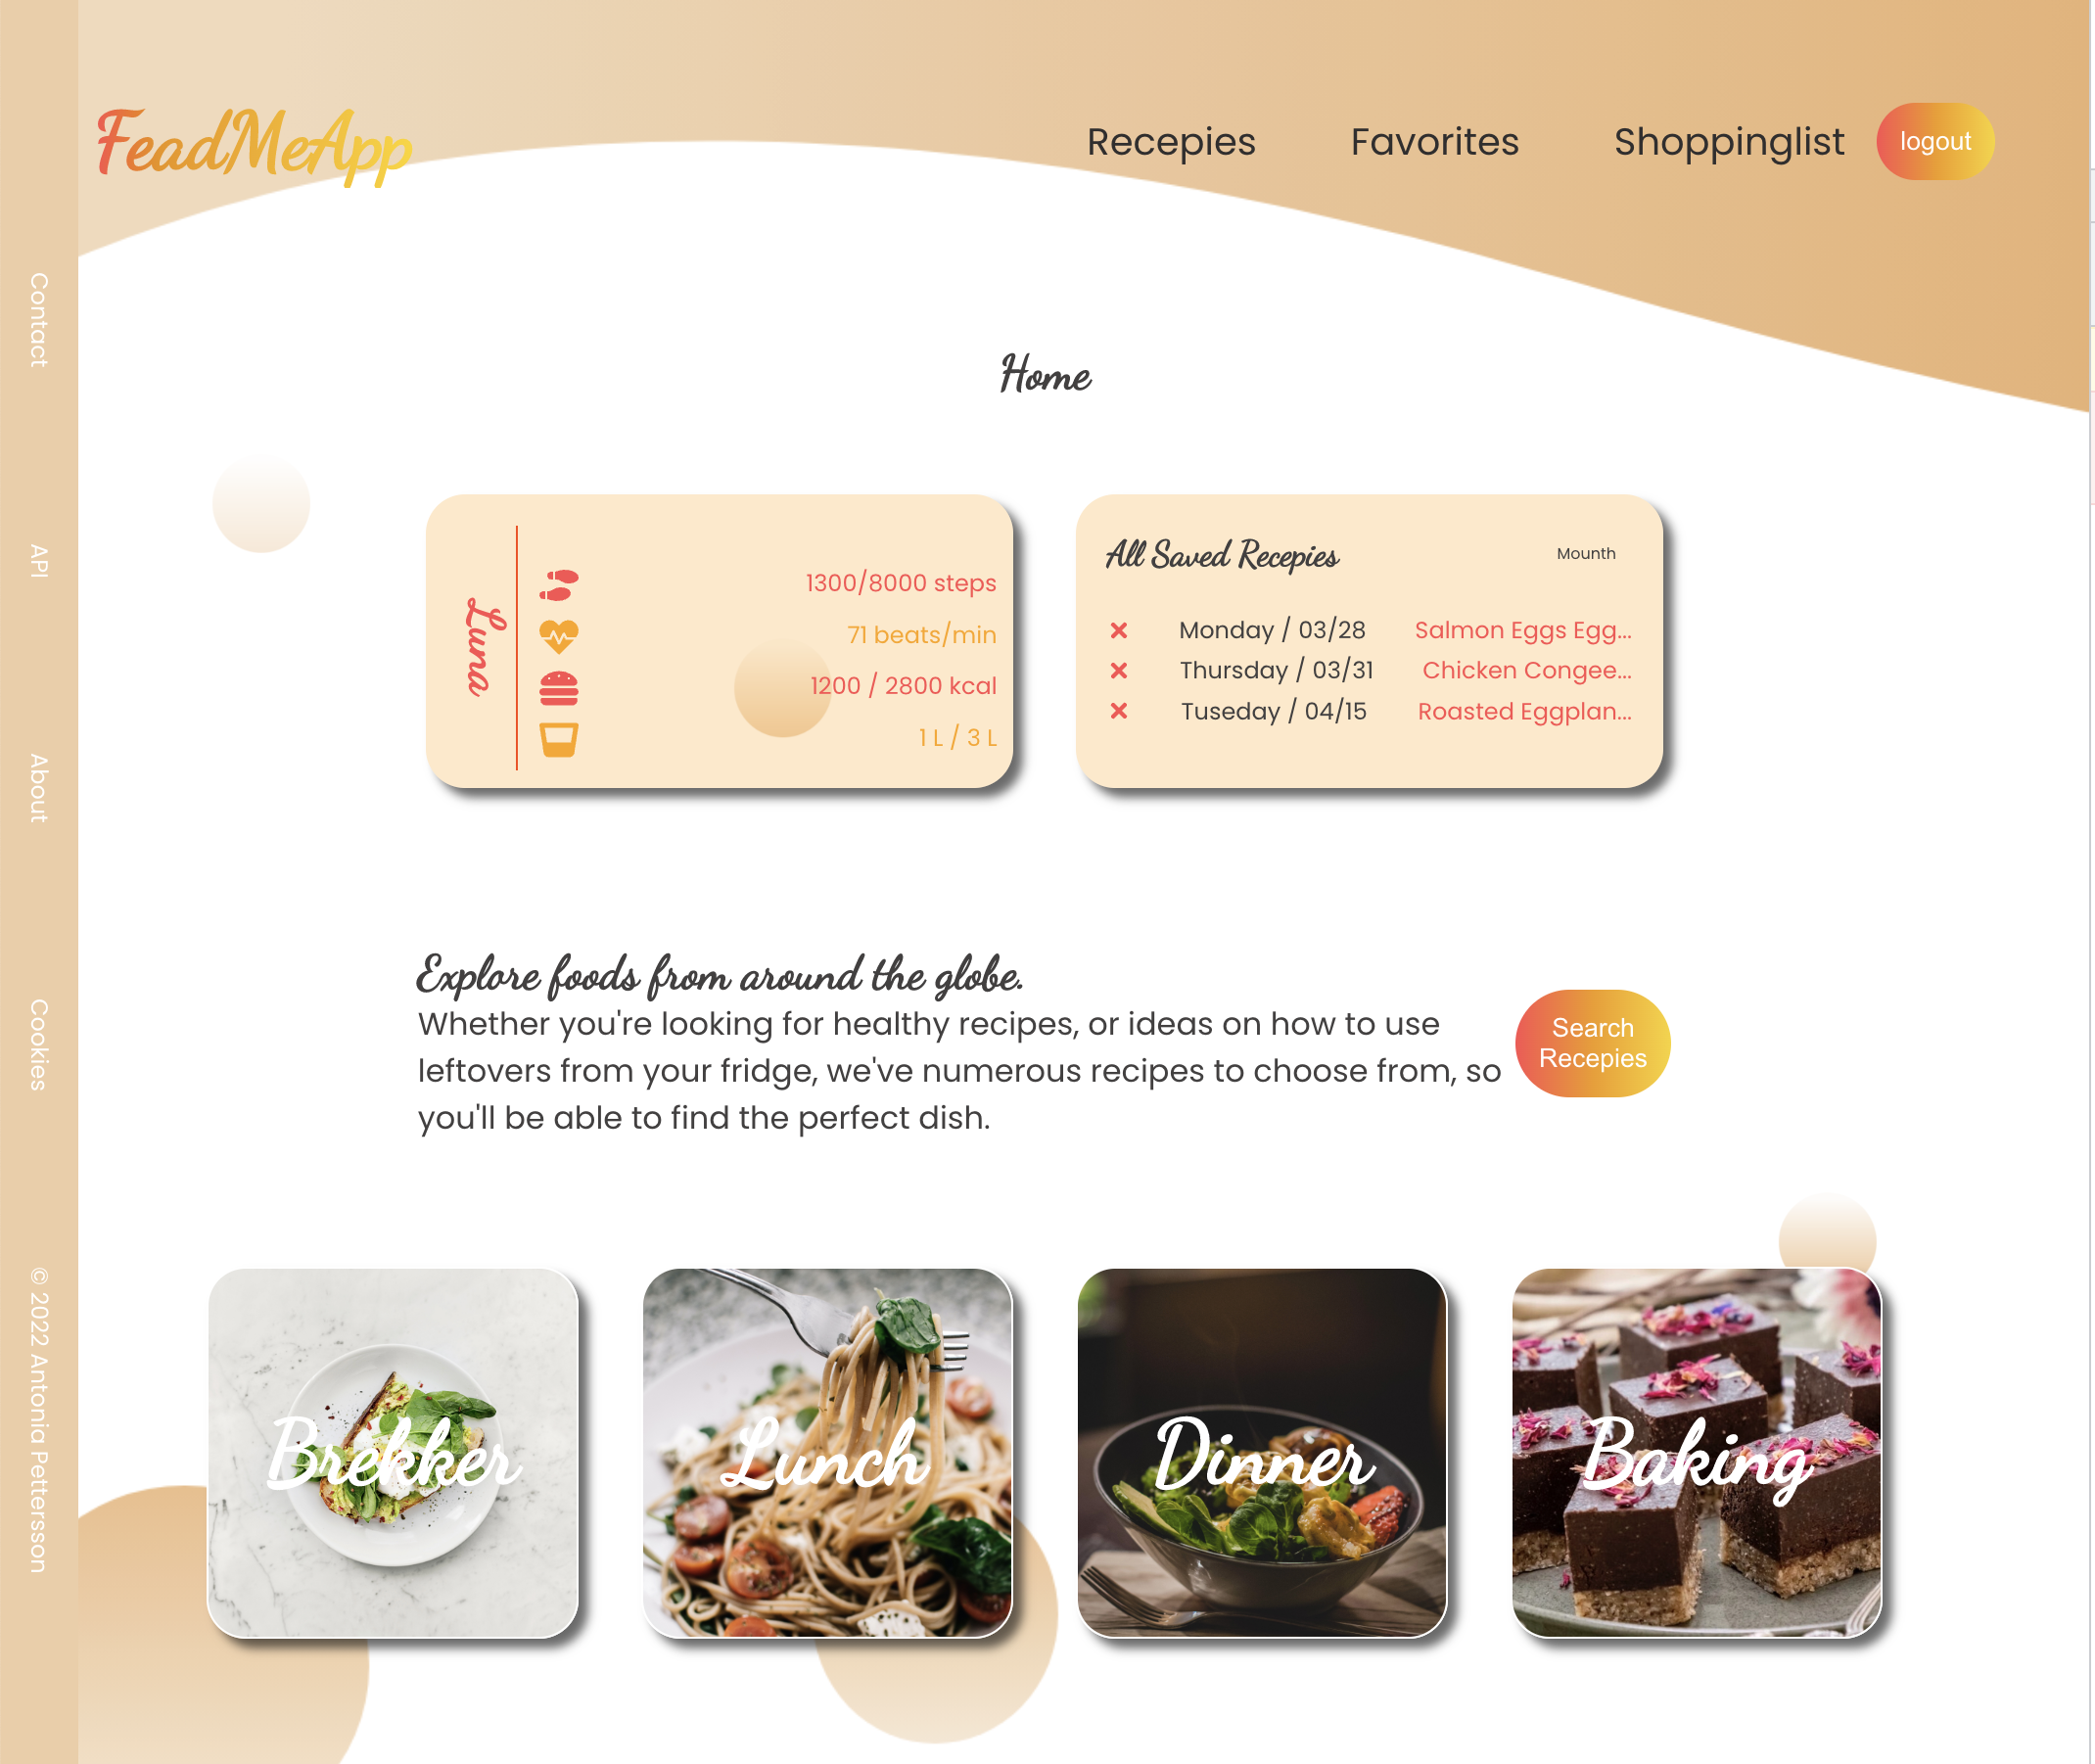 FeadMeApp
Recepies
Favorites
Shoppinglist
logout
Contact
API
About
Cookies
© 2022 Antonia Pettersson
Home
Luna
1300/8000 steps
71 beats/min
1200 / 2800 kcal
1 L / 3 L
All Saved Recepies
Mounth
Monday / 03/28
Salmon Eggs Egg...
Thursday / 03/31
Chicken Congee...
Tuseday / 04/15
Roasted Eggplan...
Explore foods from around the globe.
Whether you're looking for healthy recipes, or ideas on how to use
leftovers from your fridge, we've numerous recipes to choose from, so
you'll be able to find the perfect dish.
Search
Recepies
Brekker
Lunch
Dinner
Baking